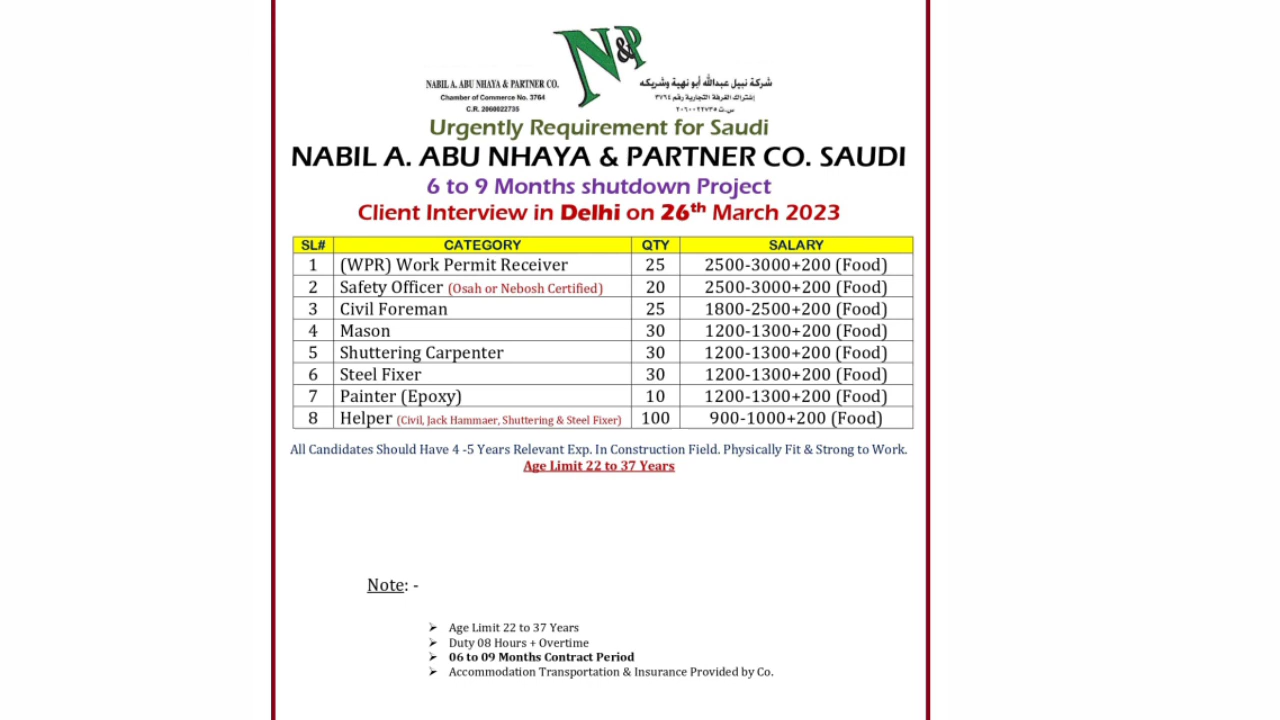 N&P
NABIL A. ABU NHAYA & PARTNER CO.
شركة نبيل عبدالله أبو نهية وشريكه
Chamber of Commerce No. 3764
إشتراك الغرفة التجارية رقم ٣٧٦٤
C.R. 2060022735
س.ت ٢٠٦٠٠٢٢٧٣٥
Urgently Requirement for Saudi
NABIL A. ABU NHAYA & PARTNER CO. SAUDI
6 to 9 Months shutdown Project
Client Interview in Delhi on 26th March 2023
SL# CATEGORY QTY SALARY
1 (WPR) Work Permit Receiver 25 2500-3000+200 (Food)
2 Safety Officer (Osah or Nebosh Certified) 20 2500-3000+200 (Food)
3 Civil Foreman 25 1800-2500+200 (Food)
4 Mason 30 1200-1300+200 (Food)
5 Shuttering Carpenter 30 1200-1300+200 (Food)
6 Steel Fixer 30 1200-1300+200 (Food)
7 Painter (Epoxy) 10 1200-1300+200 (Food)
8 Helper (Civil, Jack Hammaer, Shuttering & Steel Fixer) 100 900-1000+200 (Food)
All Candidates Should Have 4 -5 Years Relevant Exp. In Construction Field. Physically Fit & Strong to Work.
Age Limit 22 to 37 Years
Note: -
➢ Age Limit 22 to 37 Years
➢ Duty 08 Hours + Overtime
➢ 06 to 09 Months Contract Period
➢ Accommodation Transportation & Insurance Provided by Co.